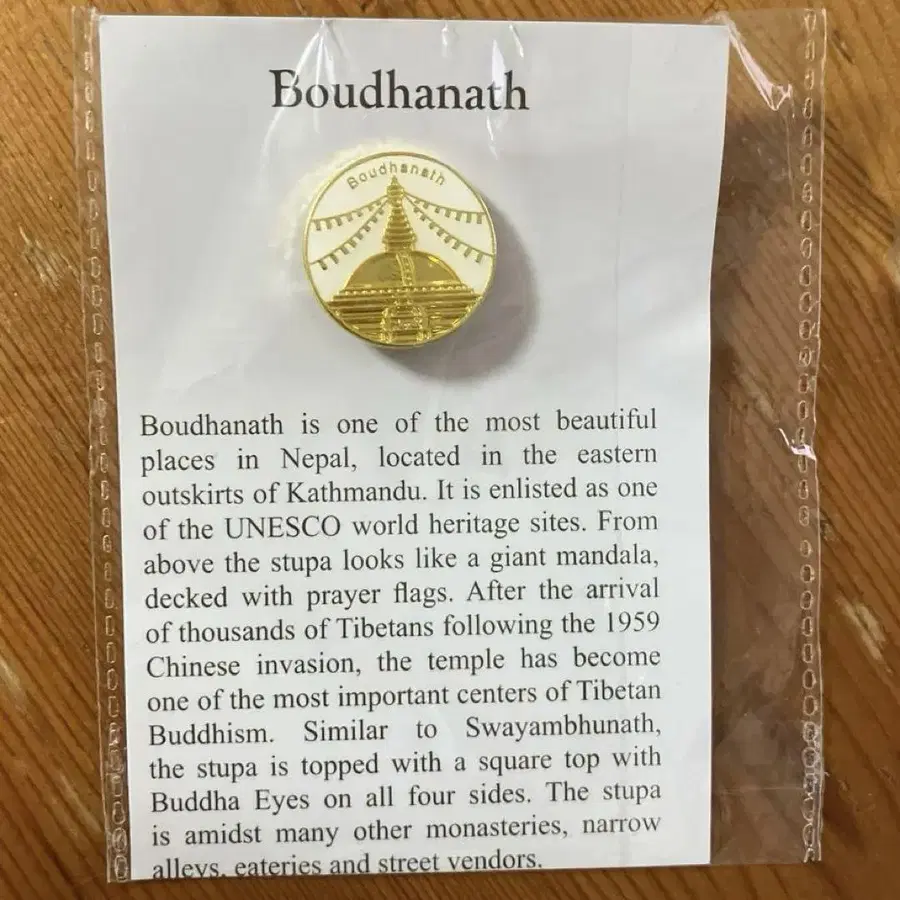 Boudhanath
Boudhanath
Boudhanath is one of the most beautiful
places in Nepal, located in the eastern
outskirts of Kathmandu. It is enlisted as one
of the UNESCO world heritage sites. From
above the stupa looks like a giant mandala,
decked with prayer flags. After the arrival
of thousands of Tibetans following the 1959
Chinese invasion, the temple has become
one of the most important centers of Tibetan
Buddhism. Similar to Swayambhunath,
the stupa is topped with a square top with
Buddha Eyes on all four sides. The stupa
is amidst many other monasteries, narrow
alleys, eateries and street vendors.